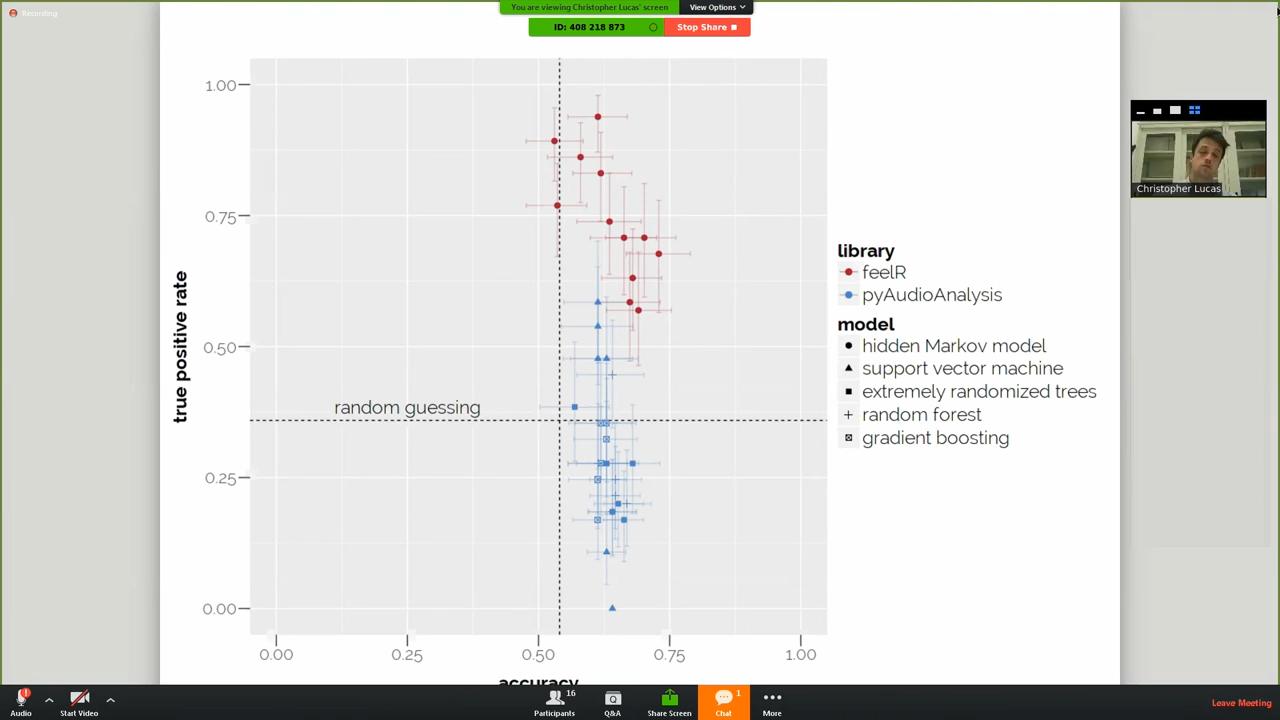 Recording
You are viewing Christopher Lucas' screen
View Options
ID: 408 218 873
Stop Share
1.00
0.75
0.50
0.25
0.00
true positive rate
random guessing
0.00
0.25
0.50
0.75
1.00
accuracy
library
feelR
pyAudioAnalysis
model
hidden Markov model
support vector machine
extremely randomized trees
random forest
gradient boosting
Christopher Lucas
Audio
Start Video
16
Participants
Q&A
Share Screen
1
Chat
More
Leave Meeting